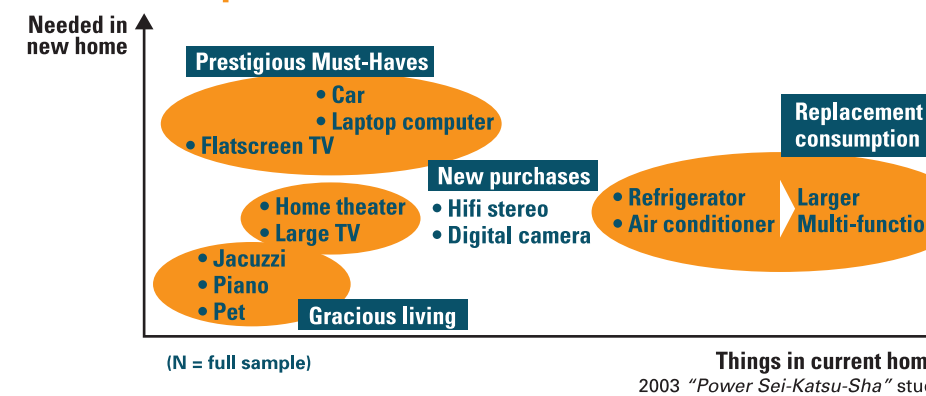 Needed in
new home
Prestigious Must-Haves
• Car
• Laptop computer
• Flatscreen TV
Replacement
consumption
New purchases
• Home theater
• Large TV
• Hifi stereo
• Digital camera
• Refrigerator
• Air conditioner
Larger
Multi-functio
• Jacuzzi
• Piano
• Pet
Gracious living
(N = full sample)
Things in current hom
2003 "Power Sei-Katsu-Sha" stu